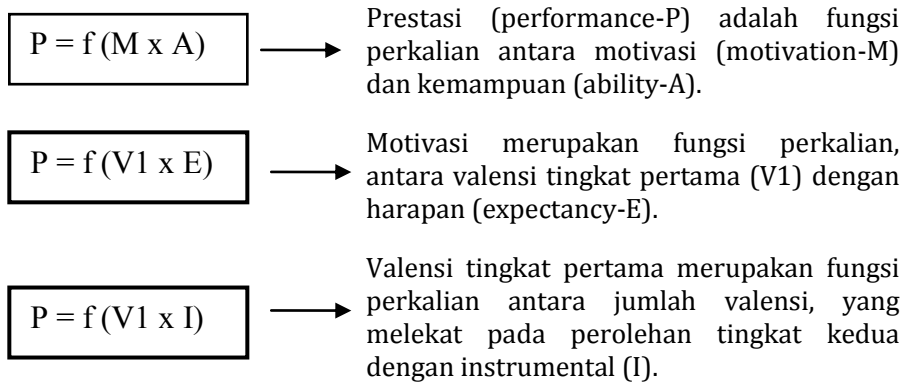 P = f (M x A)
Prestasi (performance-P) adalah fungsi
perkalian antara motivasi (motivation-M)
dan kemampuan (ability-A).
P = f (V1 x E)
Motivasi merupakan fungsi perkalian,
antara valensi tingkat pertama (V1) dengan
harapan (expectancy-E).
P = f (V1 x I)
Valensi tingkat pertama merupakan fungsi
perkalian antara jumlah valensi, yang
melekat pada perolehan tingkat kedua
dengan instrumental (I).